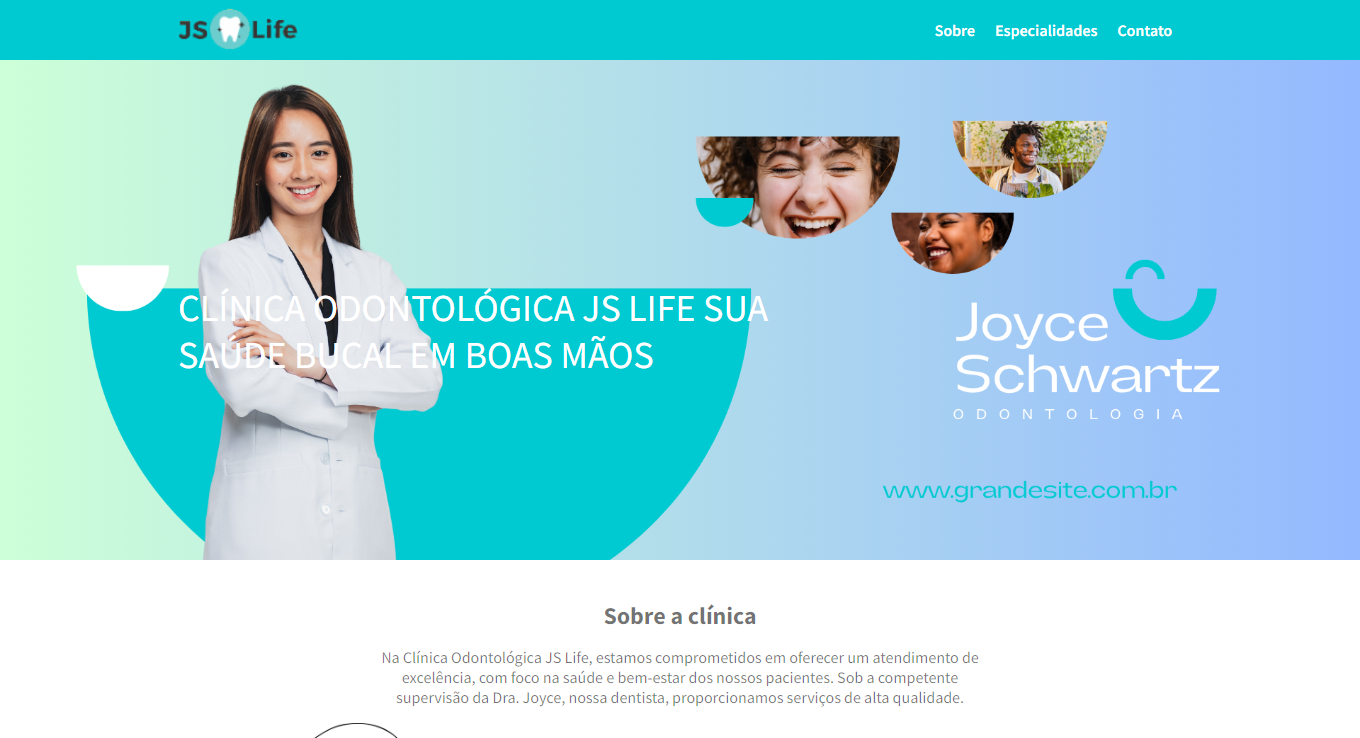 JS Life
Sobre Especialidades Contato
CLÍNICA ODONTOLÓGICA JS LIFE SUA
SAÚDE BUCAL EM BOAS MÃOS
Joyce
Schwartz
ODONTOLOGIA
www.grandesite.com.br
Sobre a clínica
Na Clínica Odontológica JS Life, estamos comprometidos em oferecer um atendimento de
excelência, com foco na saúde e bem-estar dos nossos pacientes. Sob a competente
supervisão da Dra. Joyce, nossa dentista, proporcionamos serviços de alta qualidade.